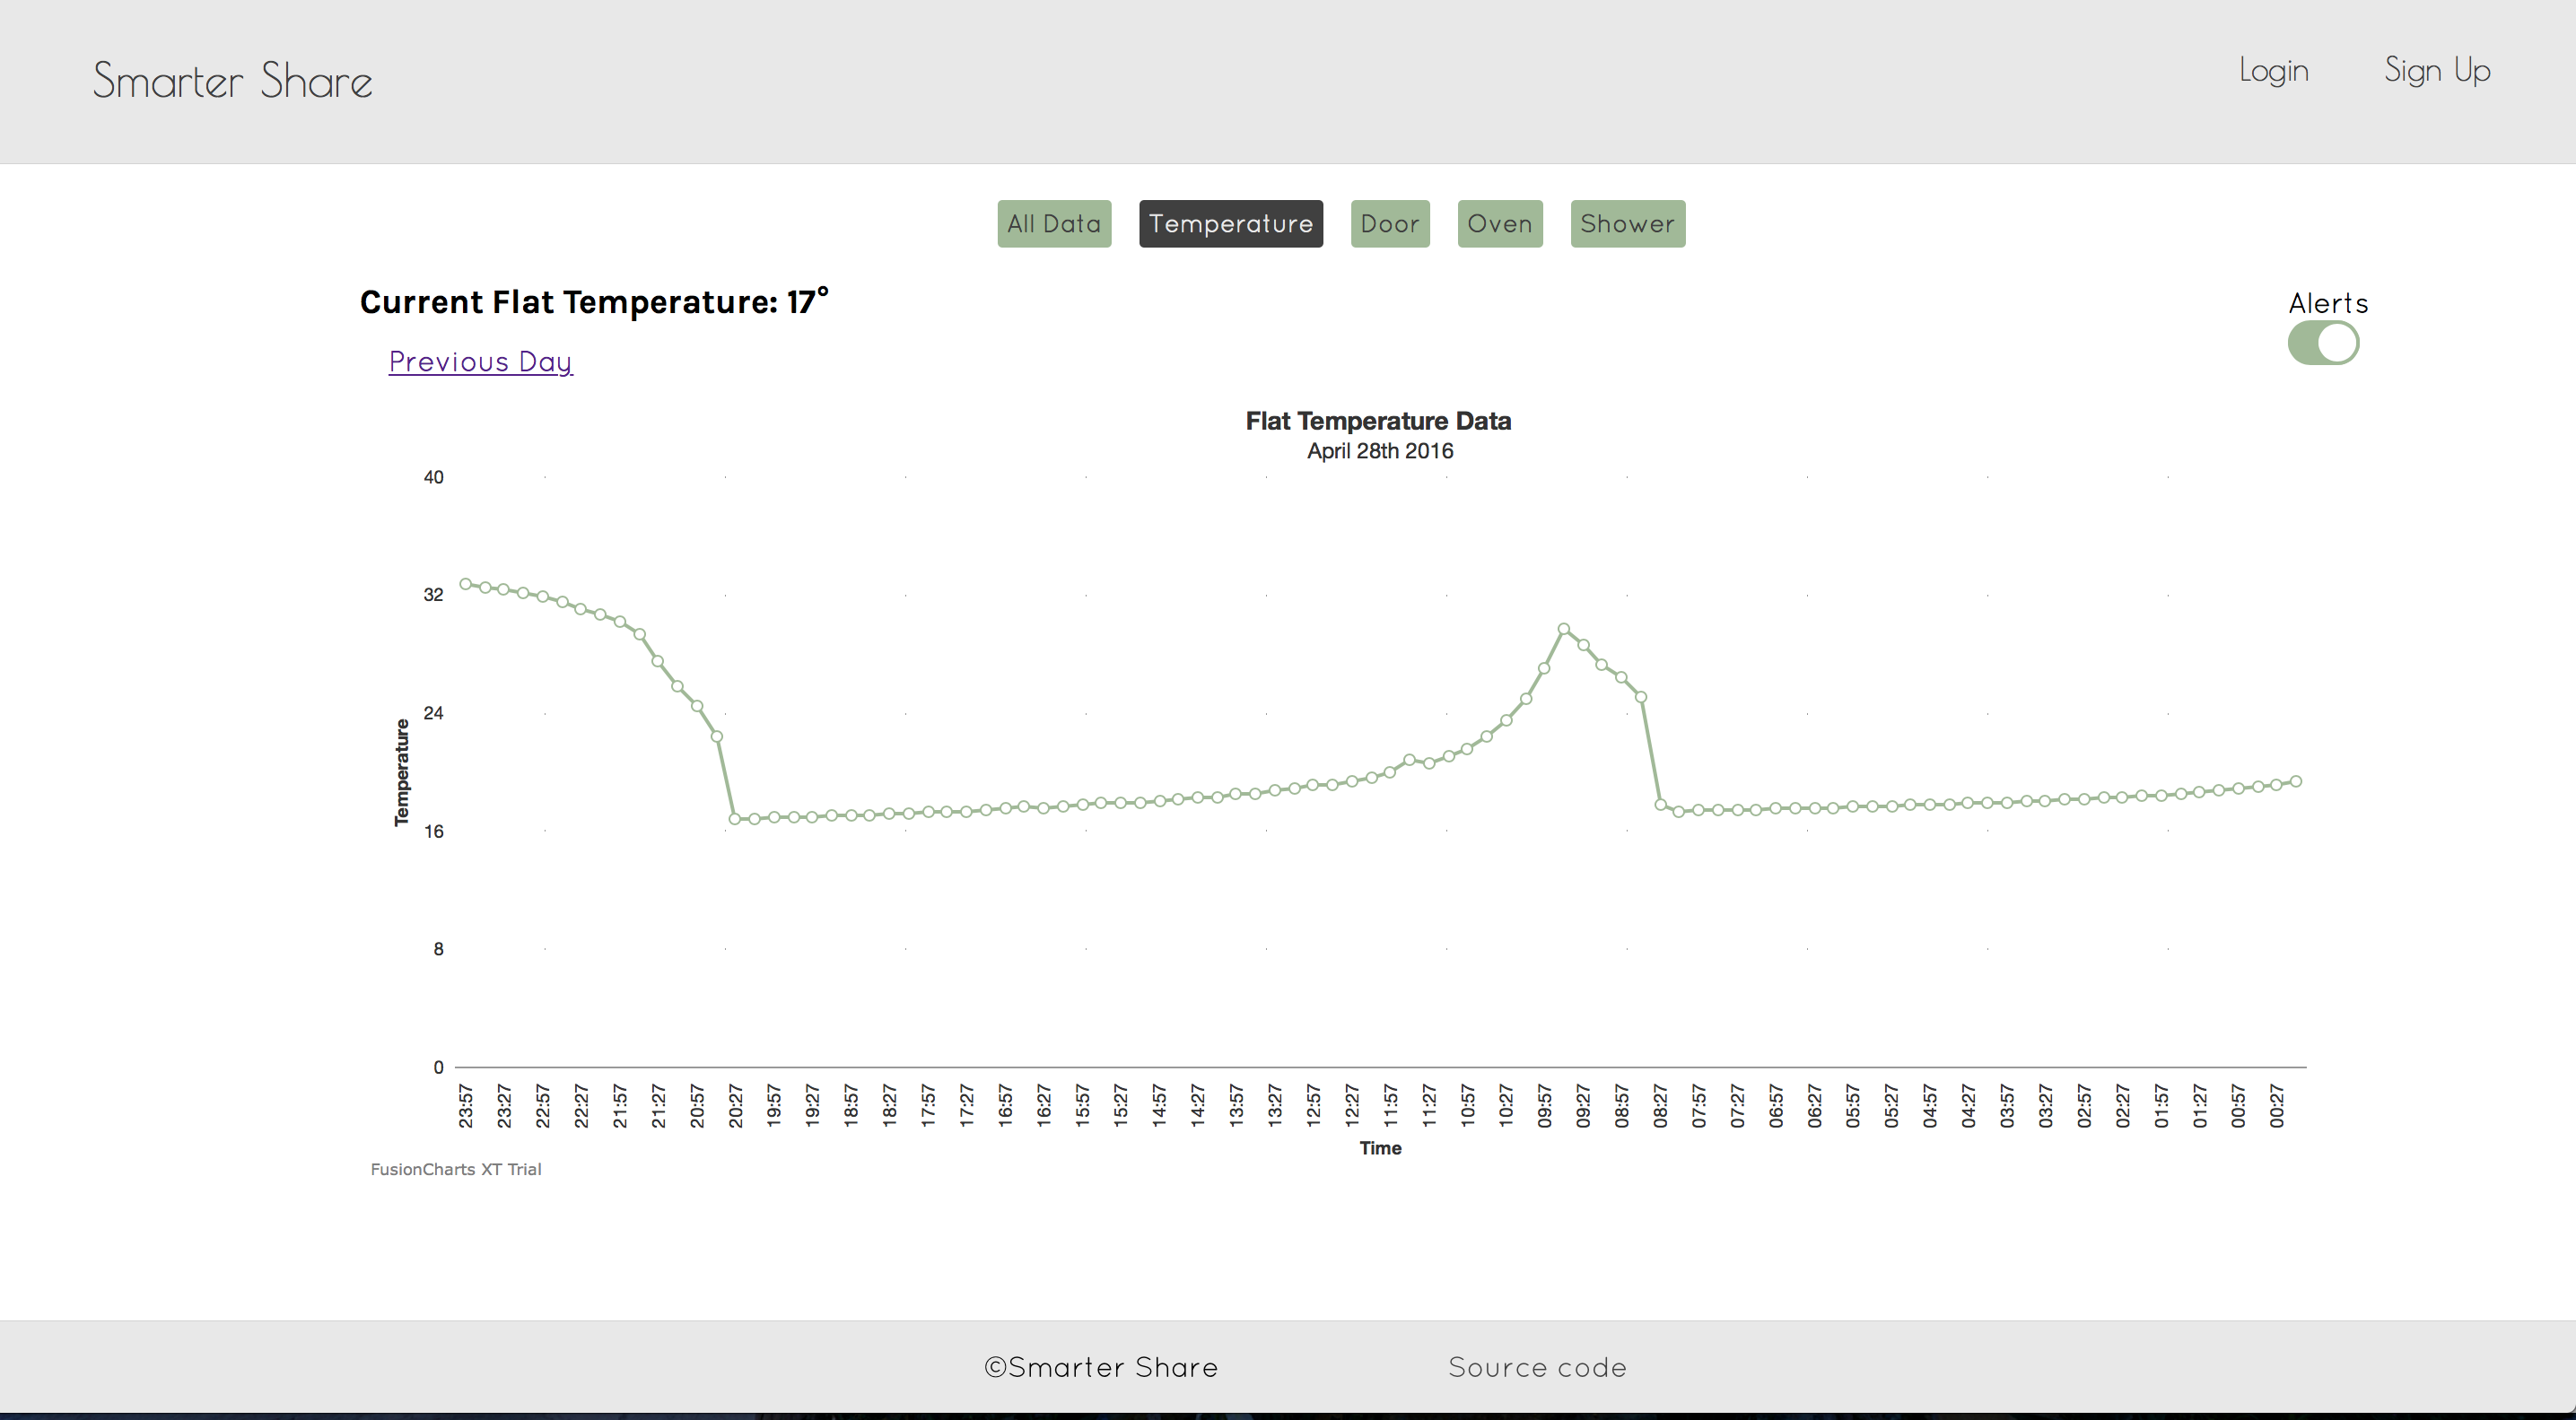 Smarter Share
Login Sign Up
All Data Temperature Door Oven Shower
Current Flat Temperature: 17°
Alerts
Previous Day
Flat Temperature Data
April 28th 2016
40
32
24
16
8
0
Temperature
23:57 23:27 22:57 22:27 21:57 21:27 20:57 20:27 19:57 19:27 18:57 18:27 17:57 17:27 16:57 16:27 15:57 15:27 14:57 14:27 13:57 13:27 12:57 12:27 11:57 11:27 10:57 10:27 09:57 09:27 08:57 08:27 07:57 07:27 06:57 06:27 05:57 05:27 04:57 04:27 03:57 03:27 02:57 02:27 01:57 01:27 00:57 00:27
Time
FusionCharts XT Trial
©Smarter Share Source code